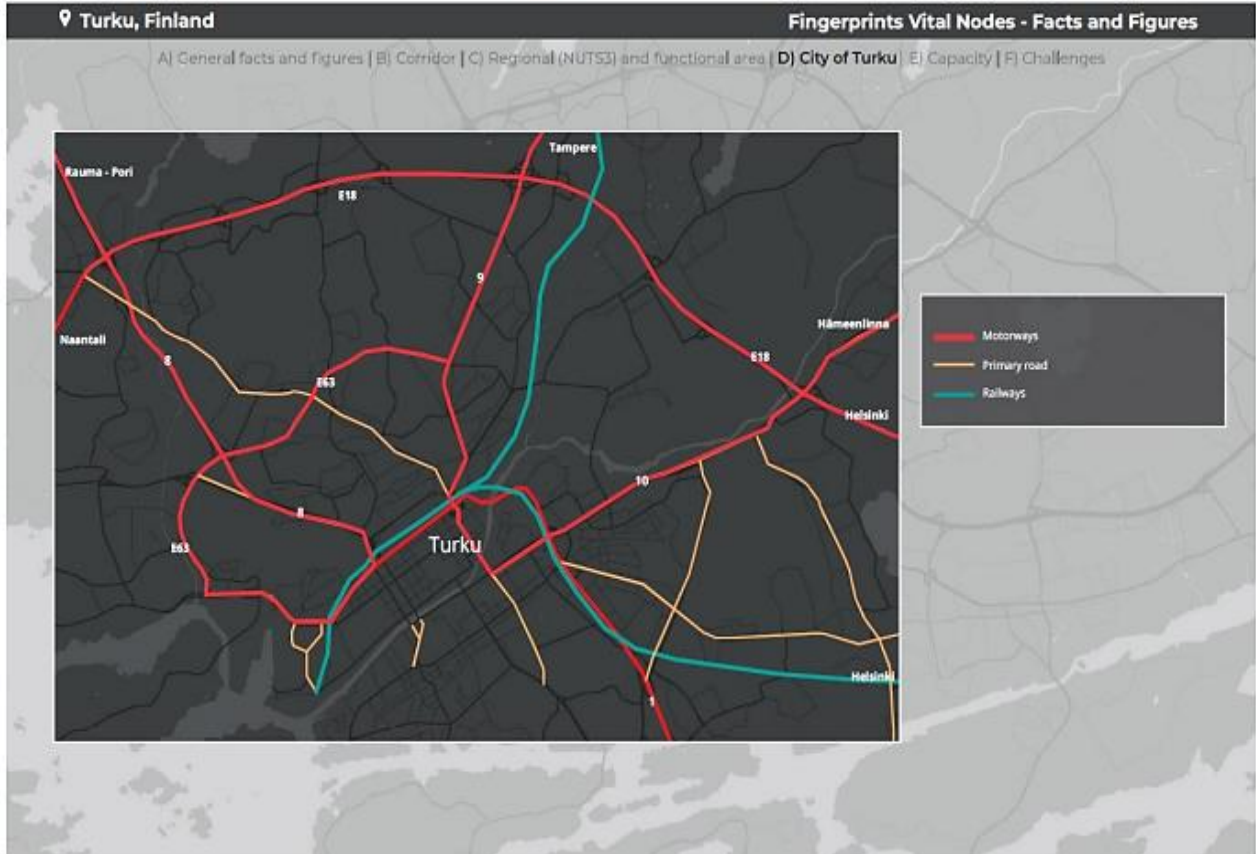 Turku, Finland
Fingerprints Vital Nodes - Facts and Figures
A) General facts and figures | B) Corridor | C) Regional (NUTS3) and functional area | D) City of Turku | E) Capacity | F) Challenges
Tampere
Rauma - Pori
E18
9
Hämeenlinna
Naantali
8
E18
E63
Helsinki
10
8
Turku
E63
Helsinki
1
Motorways
Primary road
Railways